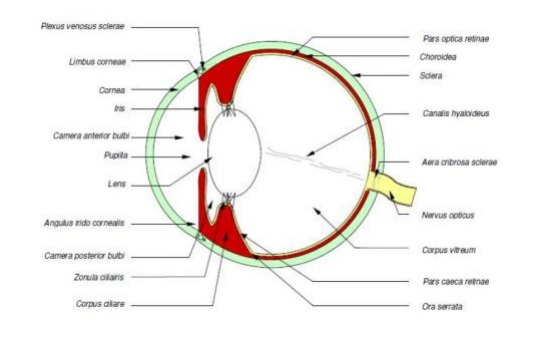 Plexus venosus sclerae
Limbus corneae
Cornea
Iris
Camera anterior bulbi
Pupilla
Lens
Angulus irido cornealis
Camera posterior bulbi
Zonula ciliairis
Corpus ciliare
Pars optica retinae
Choroidea
Sclera
Canalis hyaloideus
Aera cribrosa sclerae
Nervus opticus
Corpus vitreum
Pars caeca retinae
Ora serrata